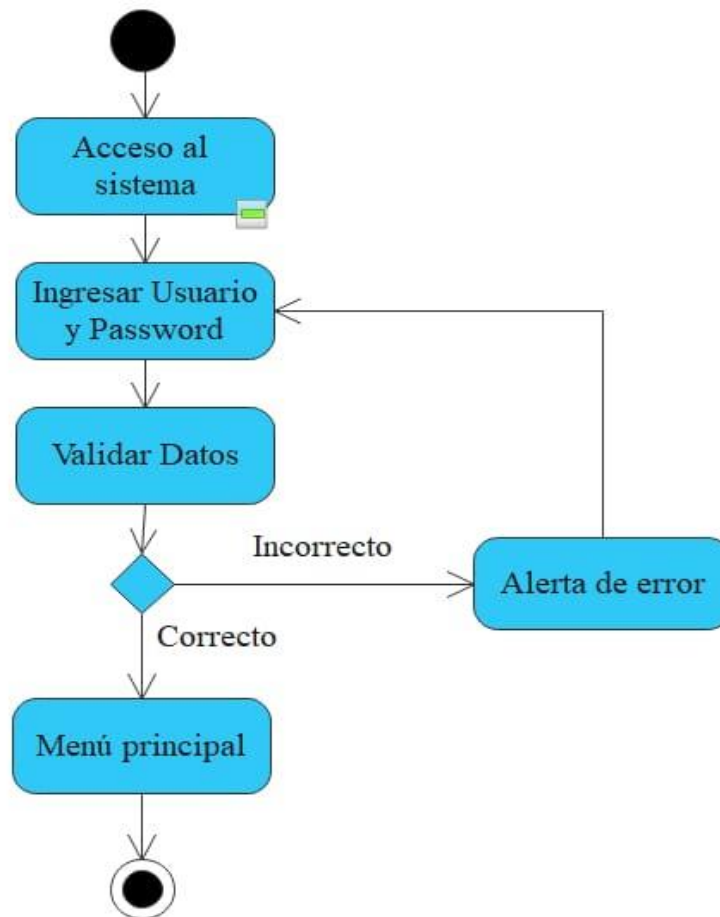 Acceso al
sistema
Ingresar Usuario
y Password
Validar Datos
Incorrecto
Alerta de error
Correcto
Menú principal